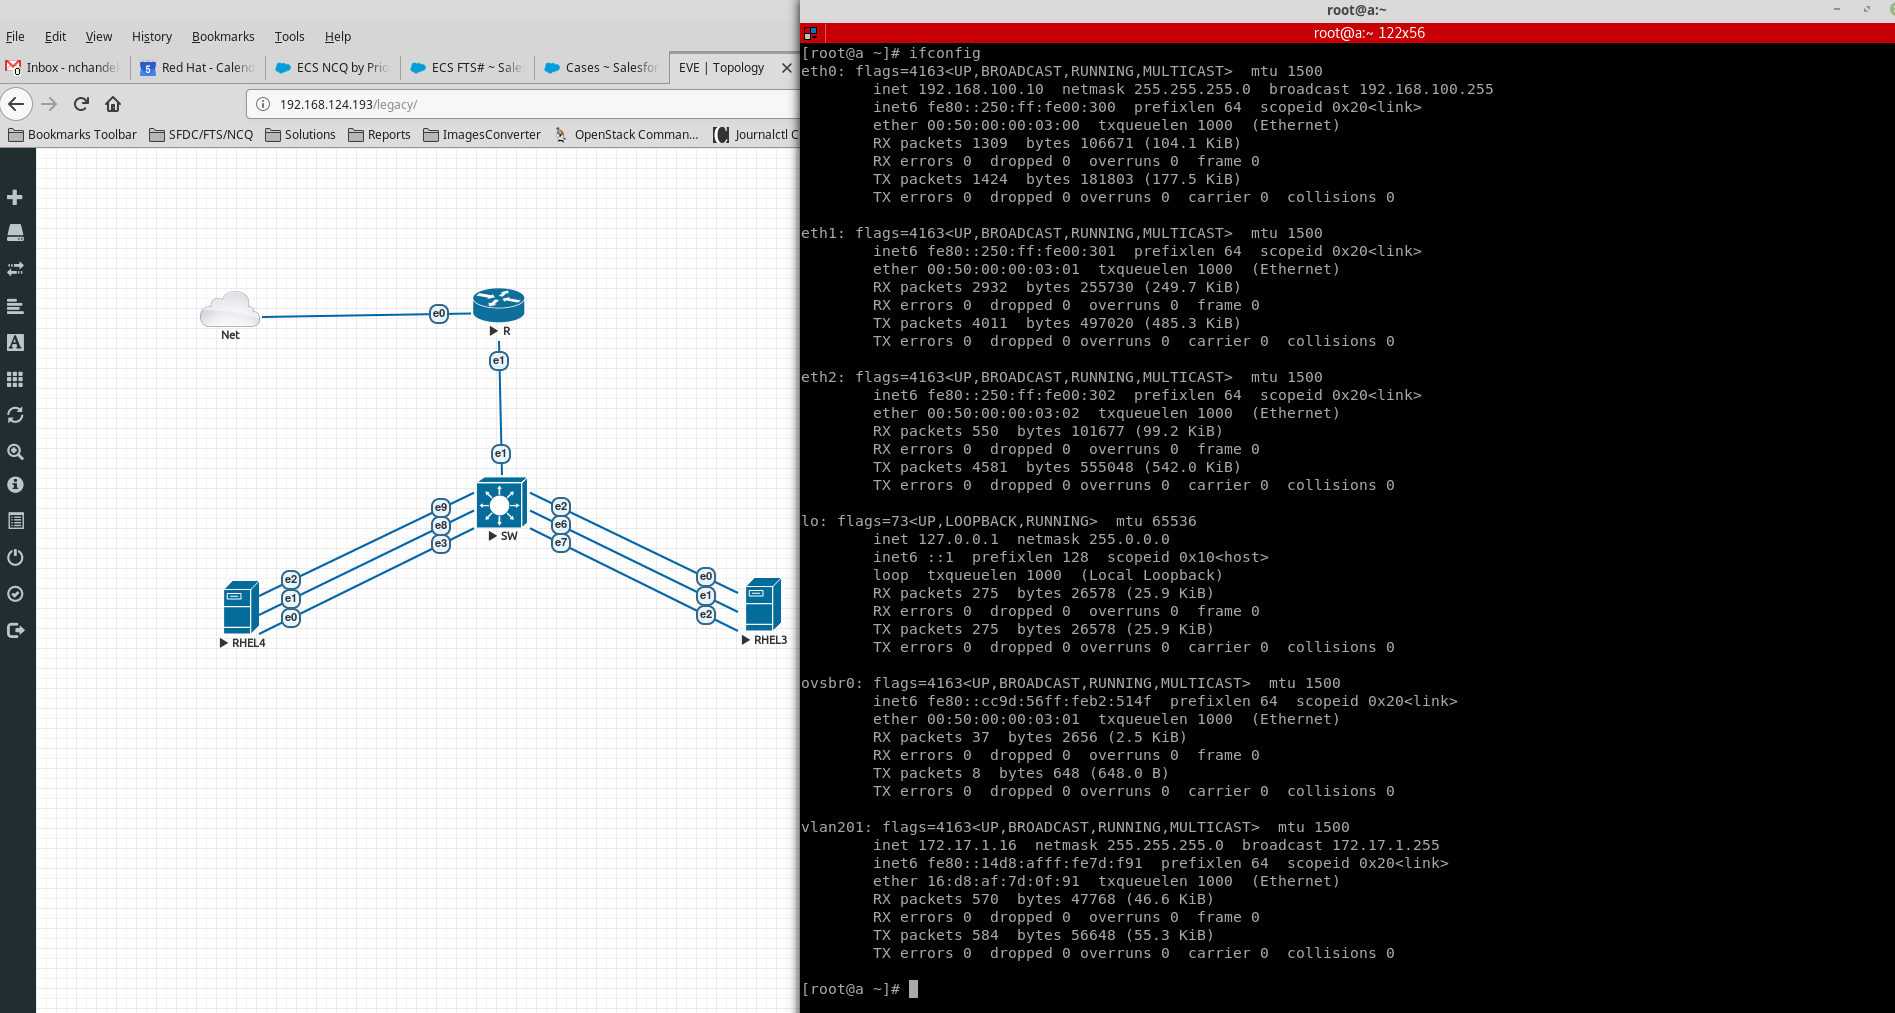 File Edit View History Bookmarks Tools Help
Inbox - nchandek
Red Hat - Calend
ECS NCQ by Prio
ECS FTS# ~ Sale
Cases ~ Salesfor
EVE | Topology
192.168.124.193/legacy/
Bookmarks Toolbar SFDC/FTS/NCQ Solutions Reports ImagesConverter OpenStack Comman... Journalctl C
Net
e0
R
e1
e1
SW
e9
e8
e3
e2
e6
e7
e2
e1
e0
RHEL4
e0
e1
e2
RHEL3
root@a:~
root@a:~ 122x56
[root@a ~]# ifconfig
eth0: flags=4163<UP,BROADCAST,RUNNING,MULTICAST>  mtu 1500
        inet 192.168.100.10  netmask 255.255.255.0  broadcast 192.168.100.255
        inet6 fe80::250:ff:fe00:300  prefixlen 64  scopeid 0x20<link>
        ether 00:50:00:00:03:00  txqueuelen 1000  (Ethernet)
        RX packets 1309  bytes 106671 (104.1 KiB)
        RX errors 0  dropped 0  overruns 0  frame 0
        TX packets 1424  bytes 181803 (177.5 KiB)
        TX errors 0  dropped 0 overruns 0  carrier 0  collisions 0
eth1: flags=4163<UP,BROADCAST,RUNNING,MULTICAST>  mtu 1500
        inet6 fe80::250:ff:fe00:301  prefixlen 64  scopeid 0x20<link>
        ether 00:50:00:00:03:01  txqueuelen 1000  (Ethernet)
        RX packets 2932  bytes 255730 (249.7 KiB)
        RX errors 0  dropped 0  overruns 0  frame 0
        TX packets 4011  bytes 497020 (485.3 KiB)
        TX errors 0  dropped 0 overruns 0  carrier 0  collisions 0
eth2: flags=4163<UP,BROADCAST,RUNNING,MULTICAST>  mtu 1500
        inet6 fe80::250:ff:fe00:302  prefixlen 64  scopeid 0x20<link>
        ether 00:50:00:00:03:02  txqueuelen 1000  (Ethernet)
        RX packets 550  bytes 101677 (99.2 KiB)
        RX errors 0  dropped 0  overruns 0  frame 0
        TX packets 4581  bytes 555048 (542.0 KiB)
        TX errors 0  dropped 0 overruns 0  carrier 0  collisions 0
lo: flags=73<UP,LOOPBACK,RUNNING>  mtu 65536
        inet 127.0.0.1  netmask 255.0.0.0
        inet6 ::1  prefixlen 128  scopeid 0x10<host>
        loop  txqueuelen 1000  (Local Loopback)
        RX packets 275  bytes 26578 (25.9 KiB)
        RX errors 0  dropped 0  overruns 0  frame 0
        TX packets 275  bytes 26578 (25.9 KiB)
        TX errors 0  dropped 0 overruns 0  carrier 0  collisions 0
ovsbr0: flags=4163<UP,BROADCAST,RUNNING,MULTICAST>  mtu 1500
        inet6 fe80::cc9d:56ff:feb2:514f  prefixlen 64  scopeid 0x20<link>
        ether 00:50:00:00:03:01  txqueuelen 1000  (Ethernet)
        RX packets 37  bytes 2656 (2.5 KiB)
        RX errors 0  dropped 0  overruns 0  frame 0
        TX packets 8  bytes 648 (648.0 B)
        TX errors 0  dropped 0 overruns 0  carrier 0  collisions 0
vlan201: flags=4163<UP,BROADCAST,RUNNING,MULTICAST>  mtu 1500
        inet 172.17.1.16  netmask 255.255.255.0  broadcast 172.17.1.255
        inet6 fe80::14d8:afff:fe7d:f91  prefixlen 64  scopeid 0x20<link>
        ether 16:d8:af:7d:0f:91  txqueuelen 1000  (Ethernet)
        RX packets 570  bytes 47768 (46.6 KiB)
        RX errors 0  dropped 0  overruns 0  frame 0
        TX packets 584  bytes 56648 (55.3 KiB)
        TX errors 0  dropped 0 overruns 0  carrier 0  collisions 0
[root@a ~]#